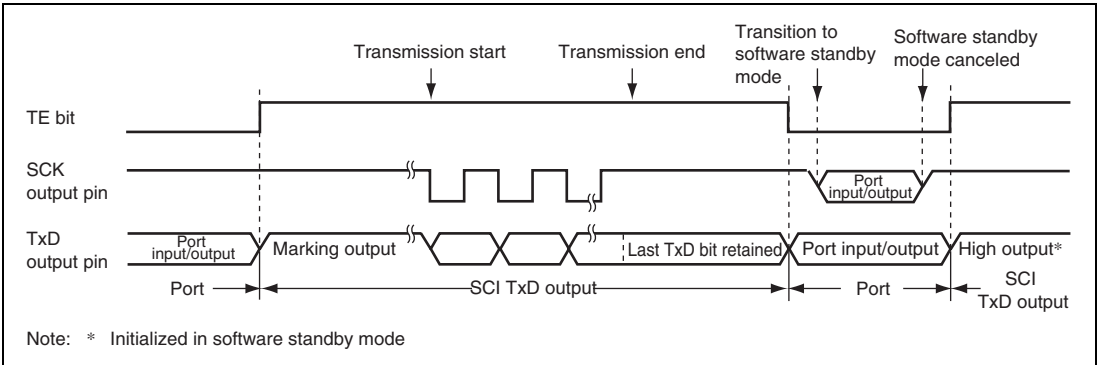 Transmission start
Transmission end
Transition to
software standby
mode
Software standby
mode canceled
TE bit
SCK
output pin
Port
input/output
TxD
output pin
Port
input/output
Marking output
Last TxD bit retained
Port input/output
High output*
Port
SCI TxD output
Port
SCI
TxD output
Note: * Initialized in software standby mode